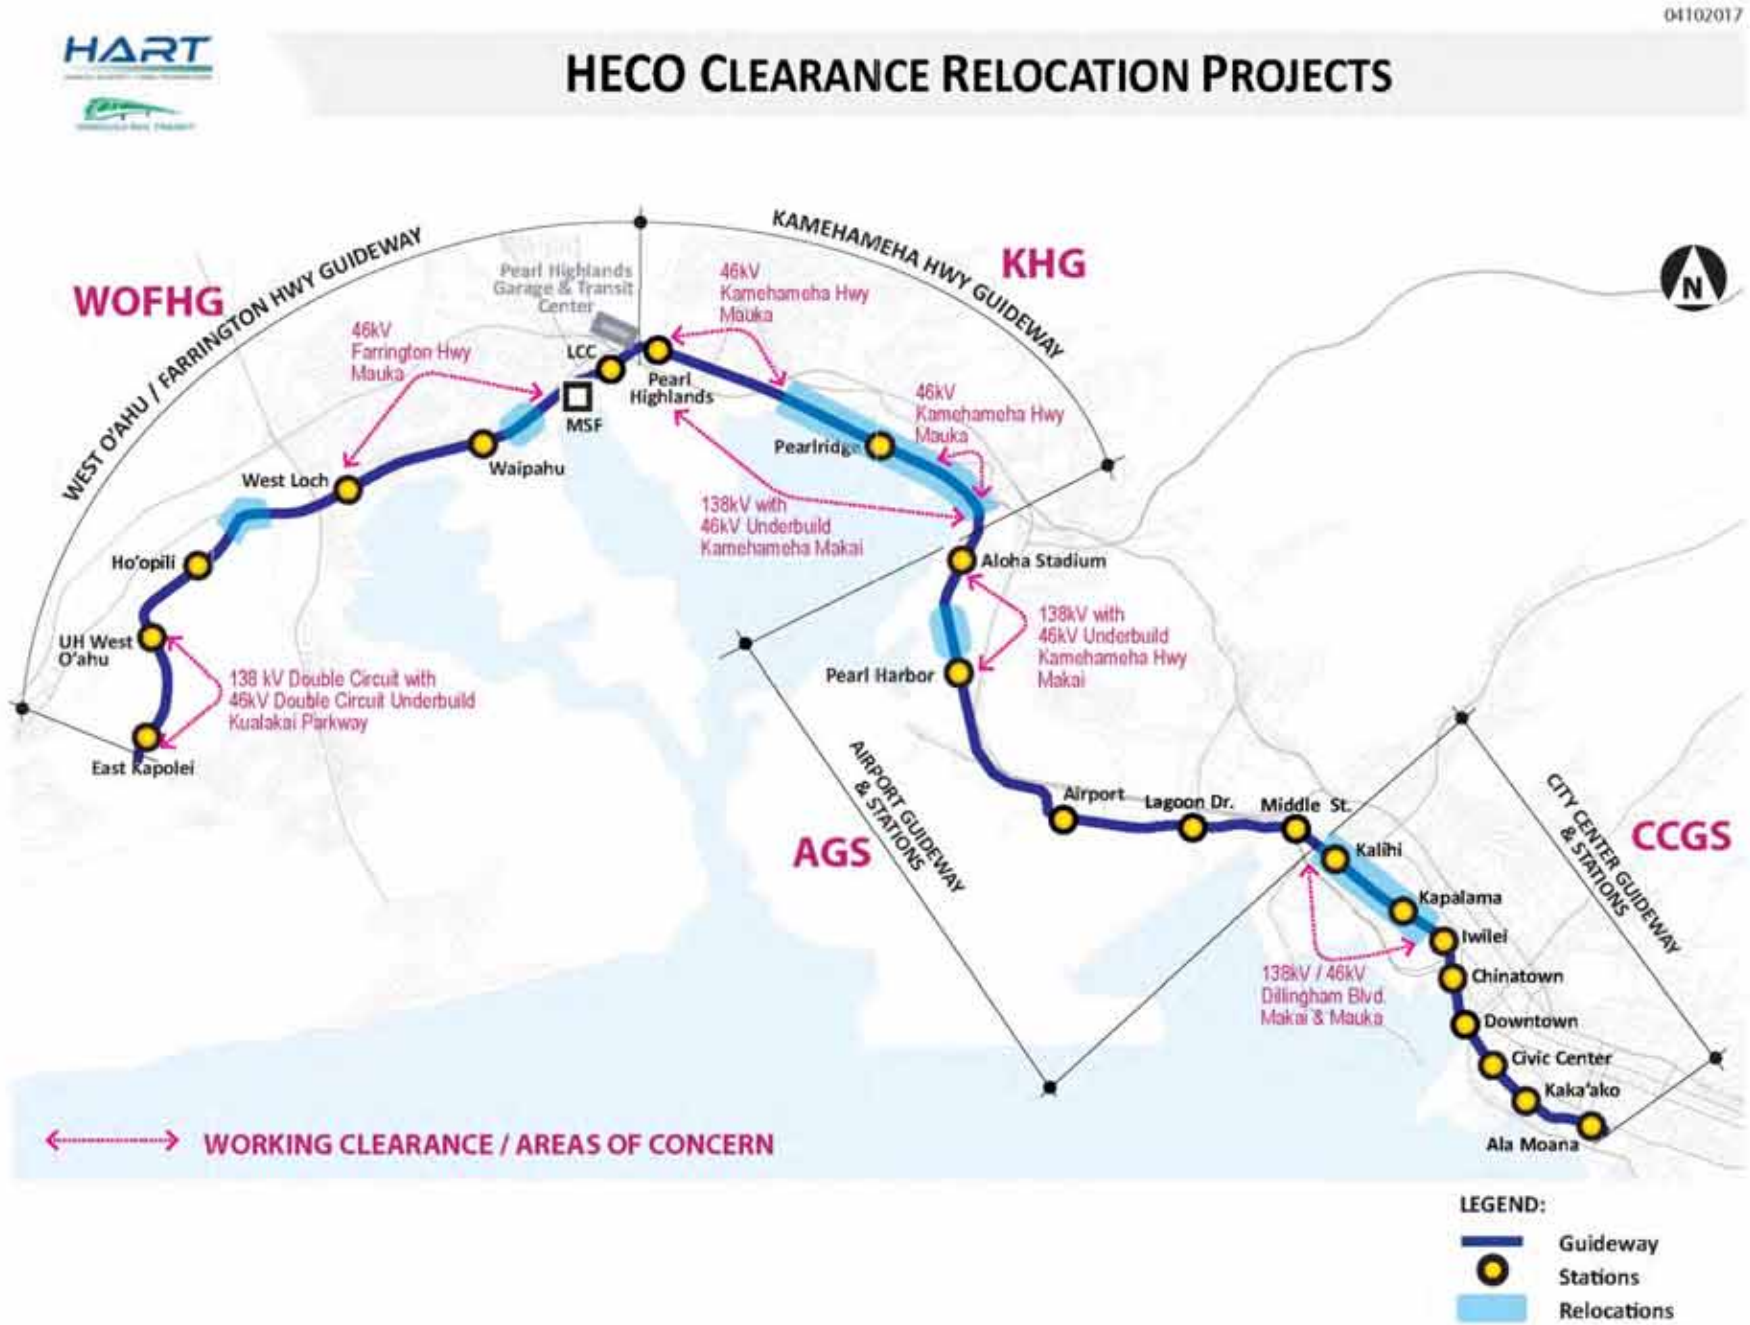 04102017
HART
HECO CLEARANCE RELOCATION PROJECTS
WEST O'AHU / FARRINGTON HWY GUIDEWAY
KAMEHAMEHA HWY GUIDEWAY
WOFHG
KHG
Pearl Highlands
Garage & Transit
Center
46kV
Kamehameha Hwy
Mauka
46kV
Farrington Hwy
Mauka
LCC
Pearl
Highlands
MSF
46kV
Kamehameha Hwy
Mauka
Pearlridge
Waipahu
West Loch
138kV with
46kV Underbuild
Kamehameha Makai
Ho'opili
Aloha Stadium
UH West
O'ahu
138kV with
46kV Underbuild
Kamehameha Hwy
Makai
Pearl Harbor
138 kV Double Circuit with
46kV Double Circuit Underbuild
Kualakai Parkway
East Kapolei
AIRPORT GUIDEWAY
& STATIONS
AGS
Airport
Lagoon Dr.
Middle St.
CITY CENTER GUIDEWAY
& STATIONS
CCGS
Kalihi
Kapalama
Iwilei
138kV / 46kV
Dillingham Blvd.
Makai & Mauka
Chinatown
Downtown
Civic Center
Kaka'ako
Ala Moana
WORKING CLEARANCE / AREAS OF CONCERN
LEGEND:
Guideway
Stations
Relocations
N